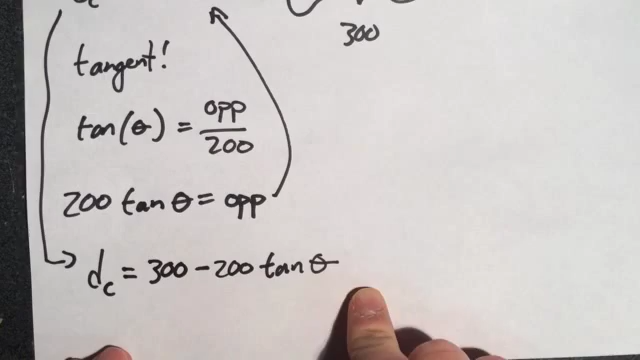 300
tangent!
tan(θ) = opp/200
200 tan θ = opp
d_c = 300 - 200 tan θ